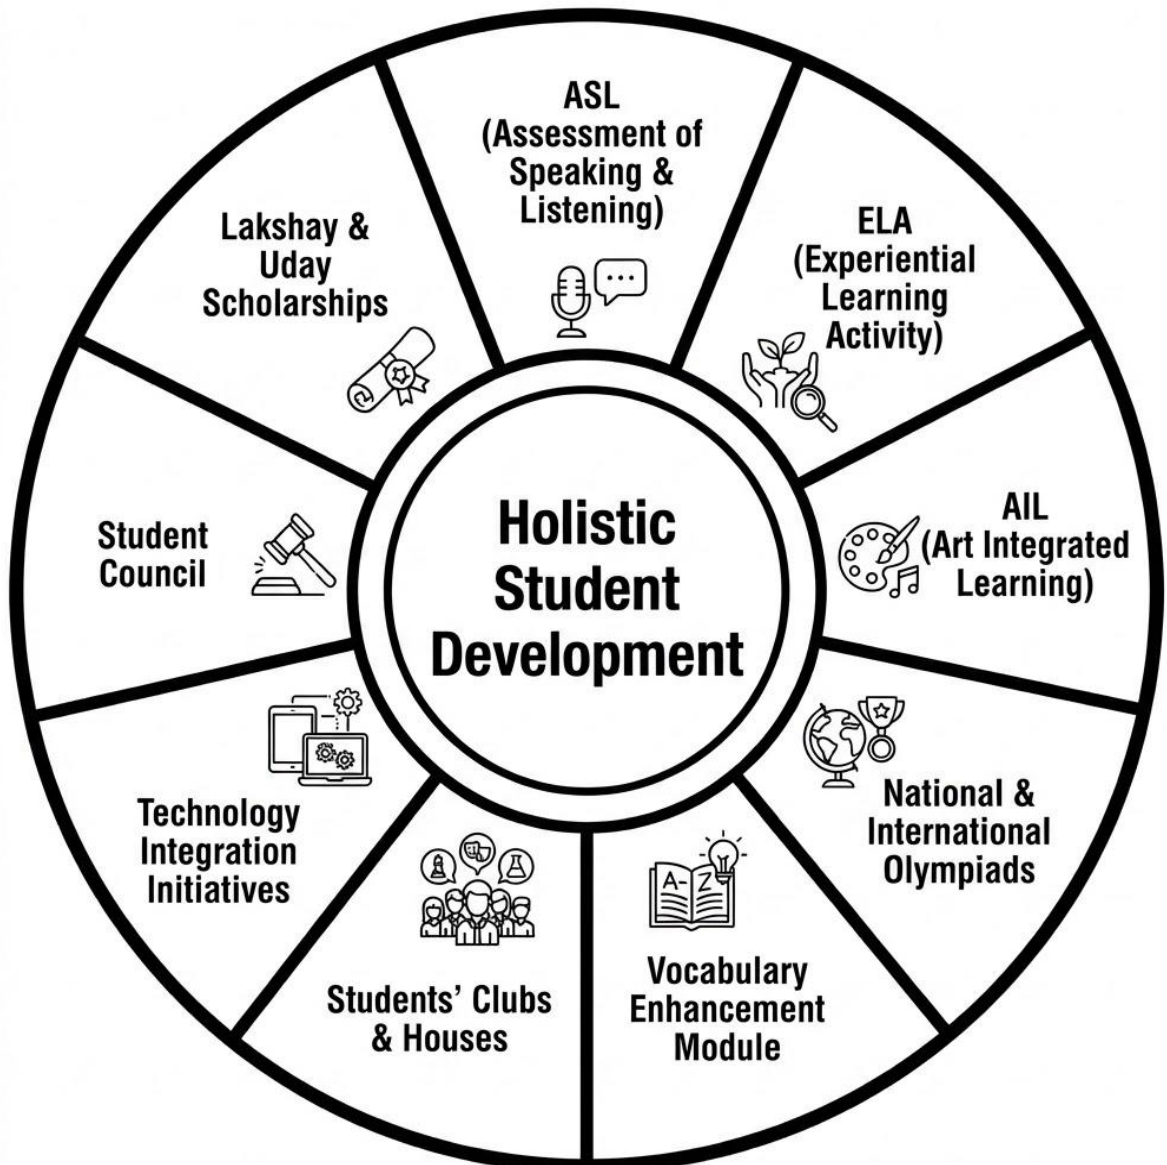 ASL
(Assessment of
Speaking &
Listening)
ELA
(Experiential
Learning
Activity)
AIL
(Art Integrated
Learning)
National &
International
Olympiads
A-Z
Vocabulary
Enhancement
Module
Students’ Clubs
& Houses
Technology
Integration
Initiatives
Student
Council
Lakshay &
Uday
Scholarships
Holistic
Student
Development